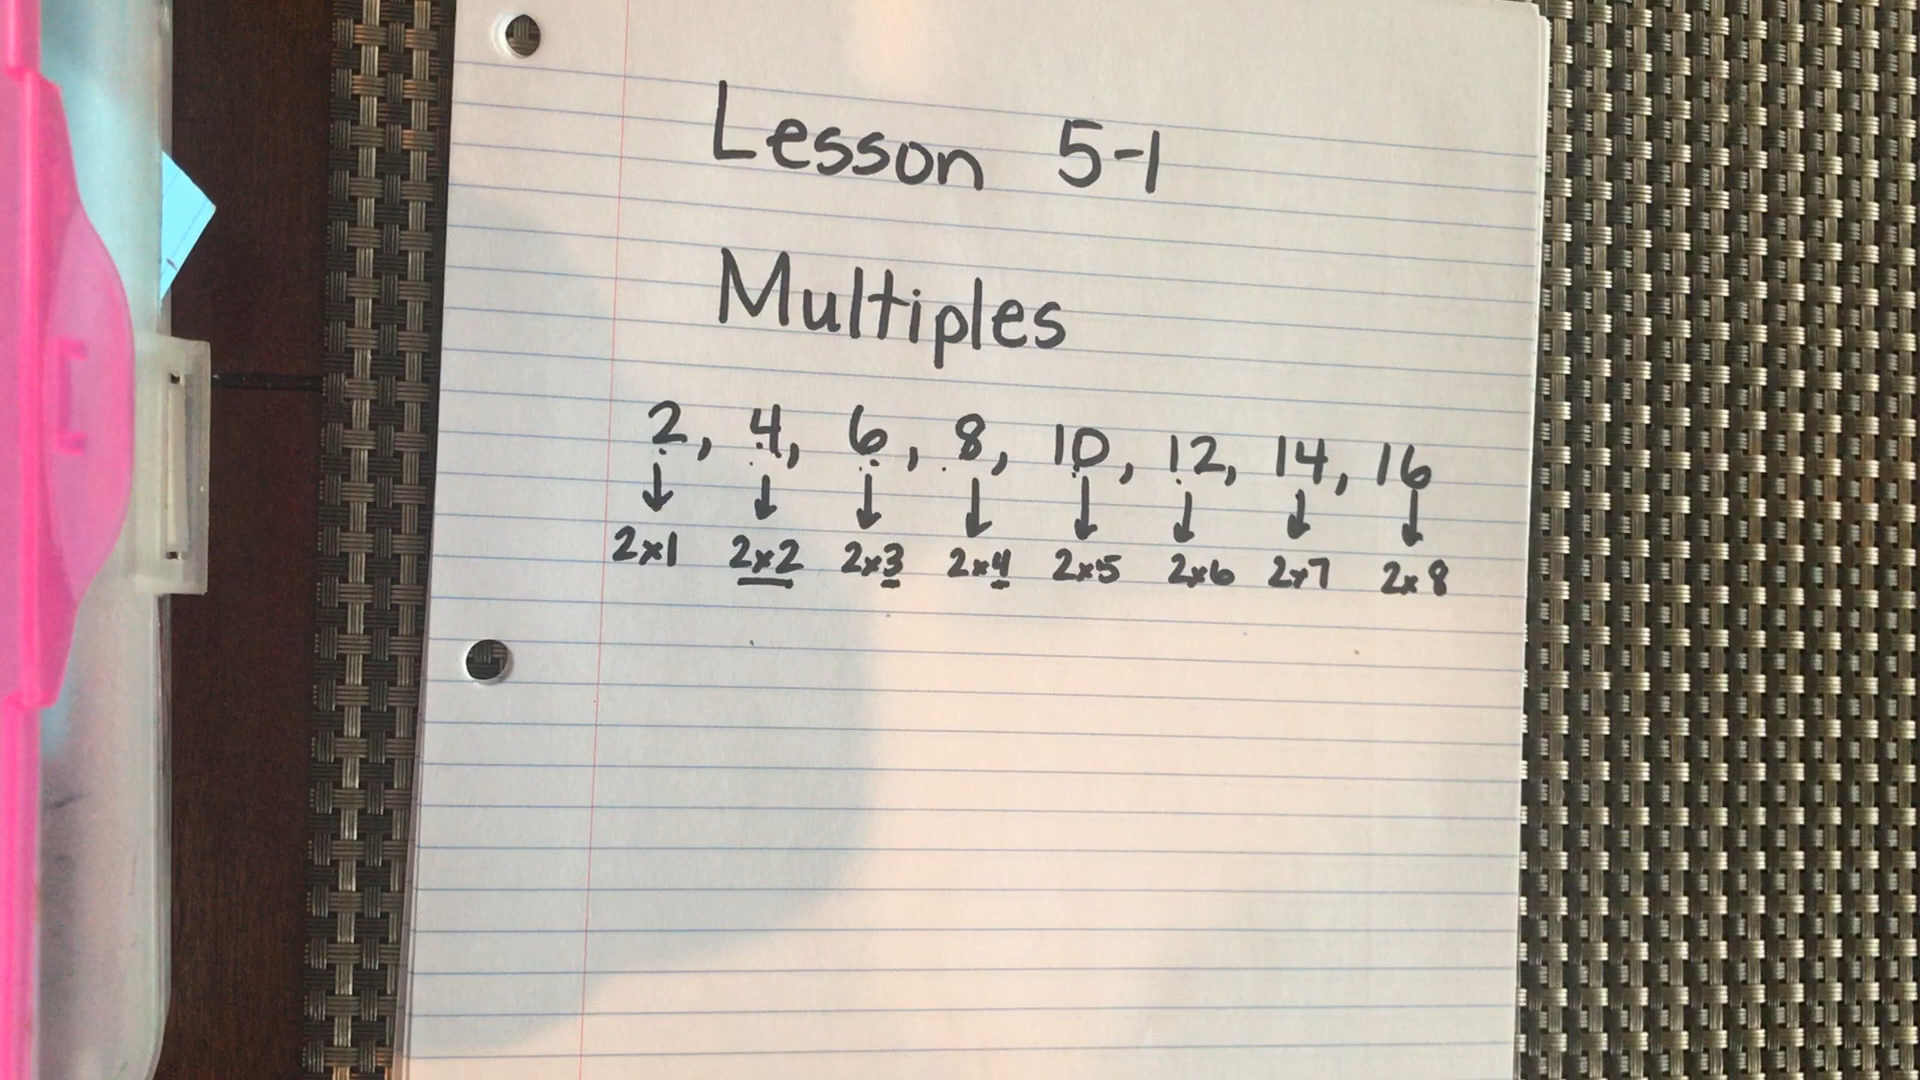 Lesson 5-1
Multiples
2, 4, 6, 8, 10, 12, 14, 16
↓ ↓ ↓ ↓ ↓ ↓ ↓ ↓
2x1 2x2 2x3 2x4 2x5 2x6 2x7 2x8